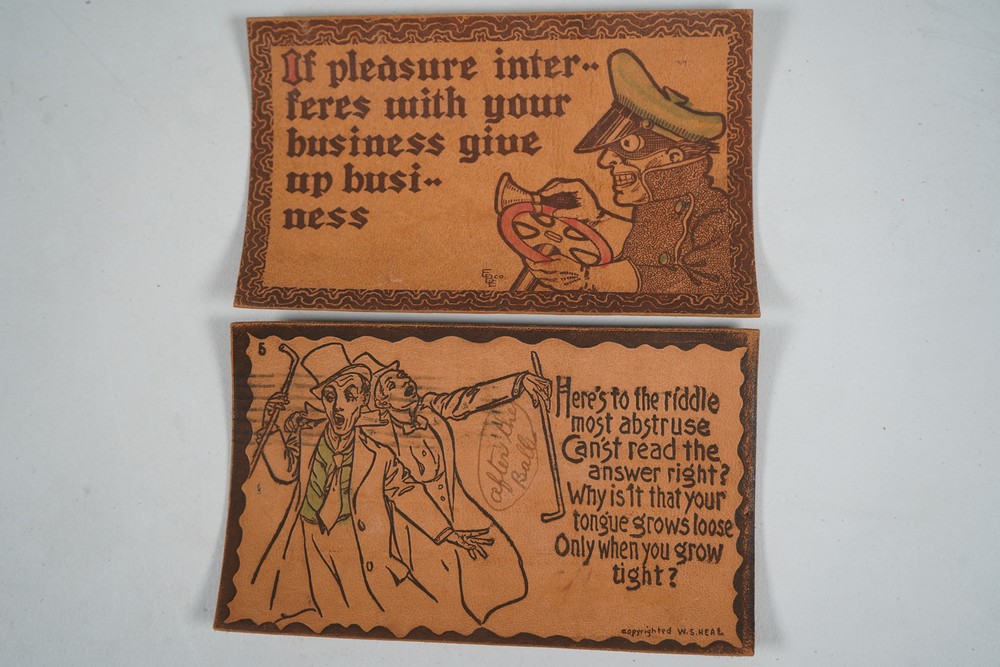 If pleasure inter--
feres with your
business give
up busi--
ness
E P CO.
E
5
after the
Ball
Here's to the riddle
most abstruse
Can'st read the
answer right?
Why is it that your
tongue grows loose
Only when you grow
tight?
copyrighted W.S.HEAL